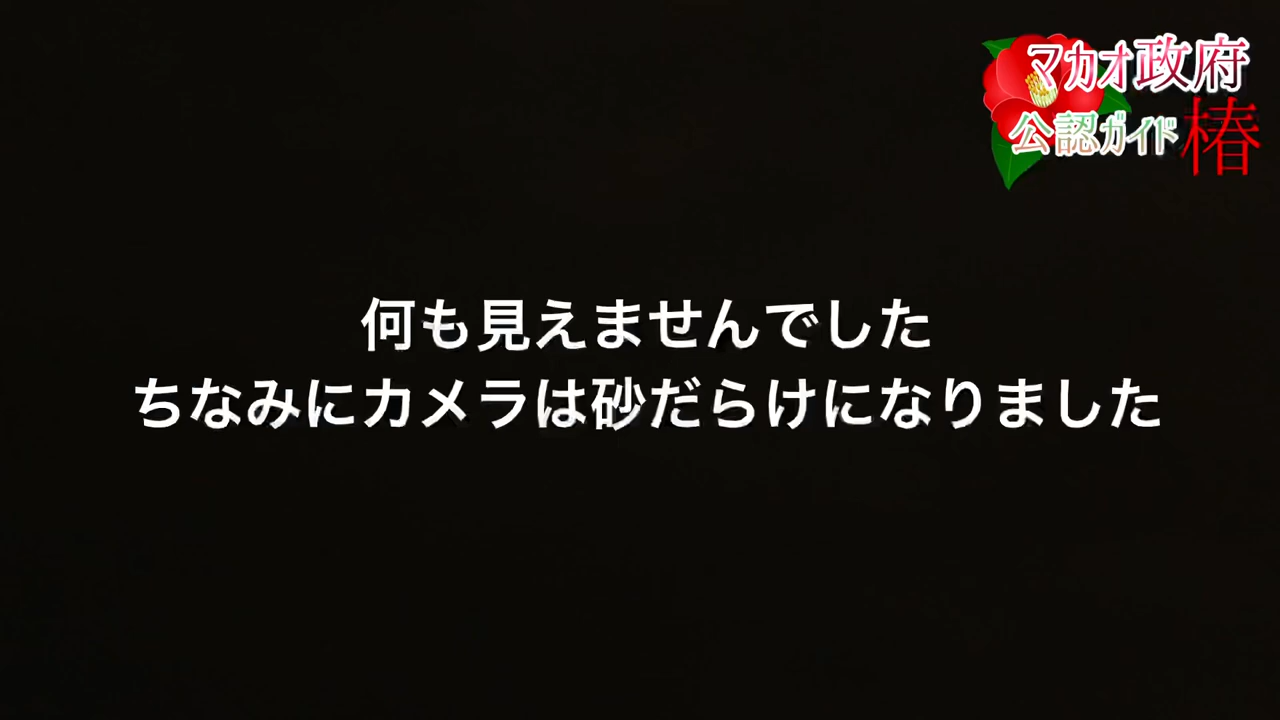 マカオ政府
公認ガイド椿
何も見えませんでした
ちなみにカメラは砂だらけになりました